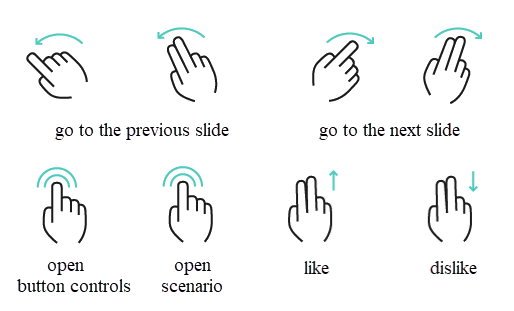 go to the previous slide
go to the next slide
open
button controls
open
scenario
like
dislike